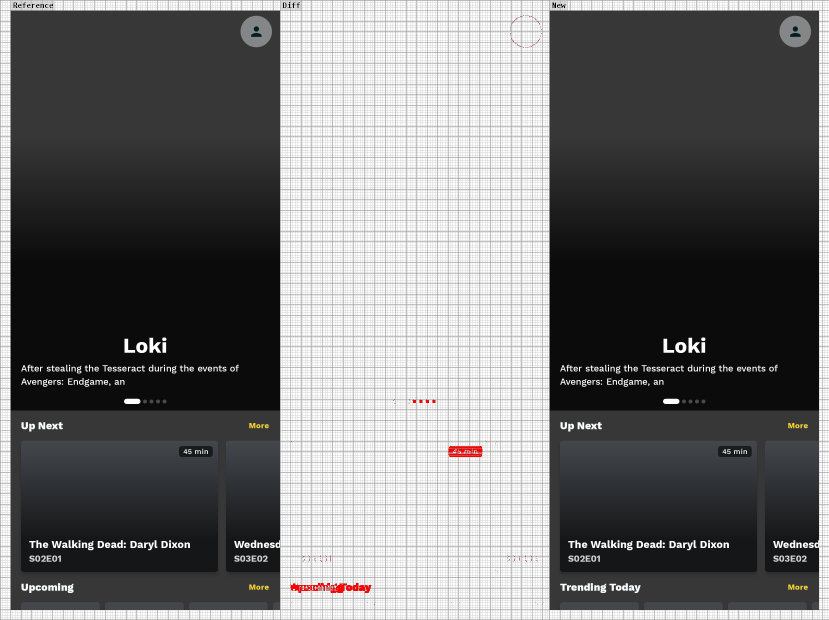 Reference
Diff
New
Loki
After stealing the Tesseract during the events of
Avengers: Endgame, an
Up Next
More
45 min
The Walking Dead: Daryl Dixon
S02E01
Wednesd
S03E02
Upcoming
More
45 min
Today
Loki
After stealing the Tesseract during the events of
Avengers: Endgame, an
Up Next
More
45 min
The Walking Dead: Daryl Dixon
S02E01
Wednesd
S03E02
Trending Today
More